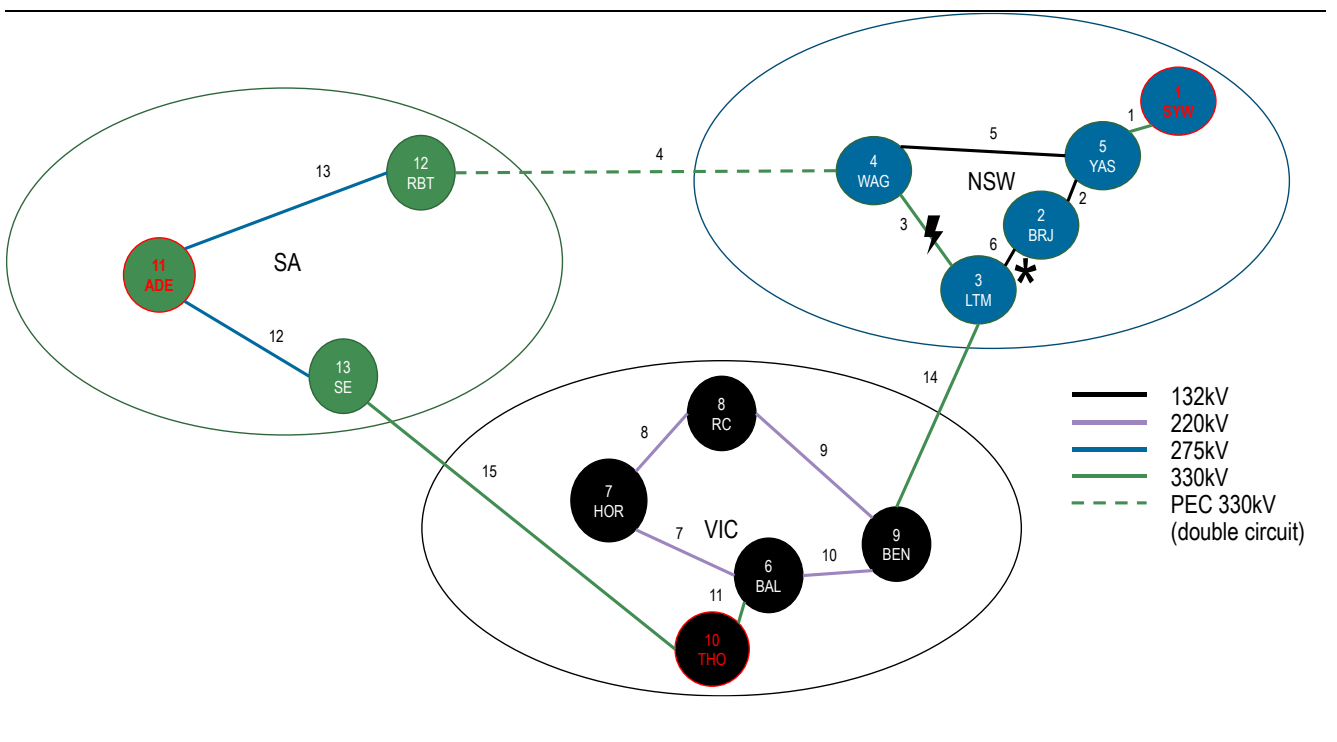 1
SYW
1
5
YAS
5
4
WAG
NSW
2
2
BRJ
3
6
*
3
LTM
4
12
RBT
13
SA
11
ADE
12
13
SE
14
15
8
RC
8
9
7
HOR
VIC
7
9
BEN
10
6
BAL
11
10
THO
132kV
220kV
275kV
330kV
PEC 330kV
(double circuit)